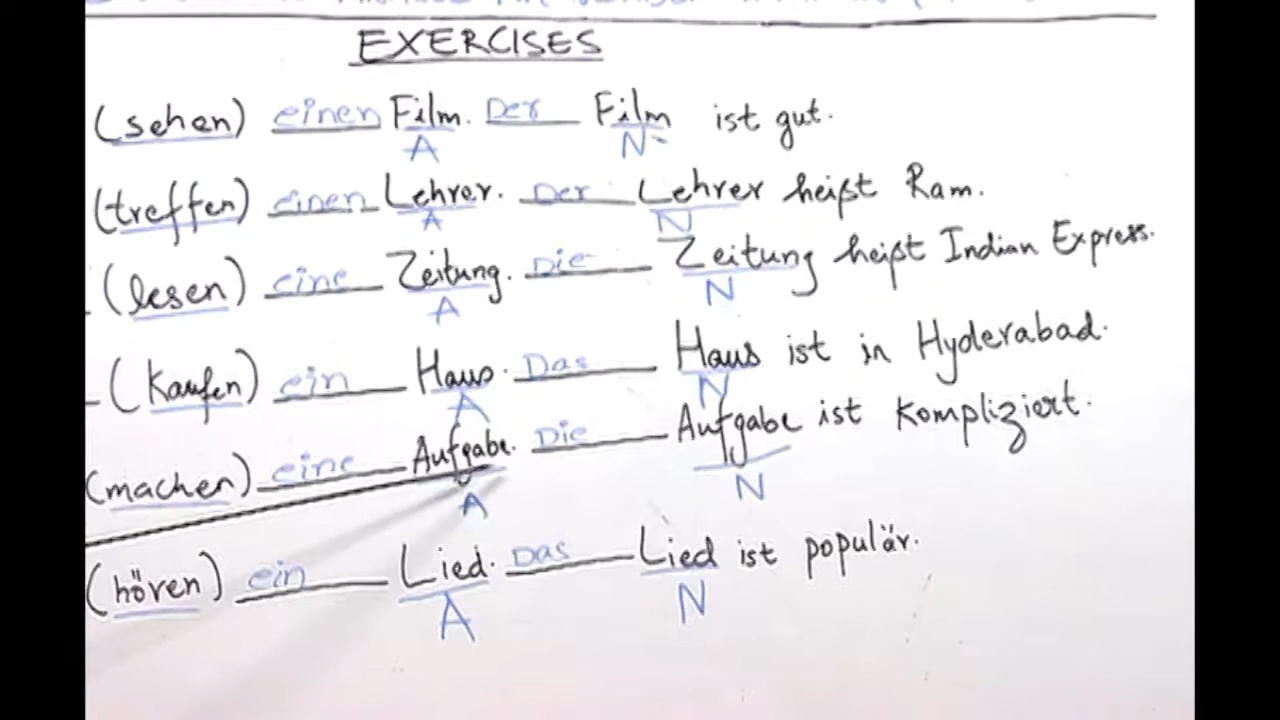 EXERCISES
(sehen) einen Film. Der Film ist gut.
A N
(treffen) einen Lehrer. Der Lehrer heißt Ram.
A N
(lesen) eine Zeitung. Die Zeitung heißt Indian Express.
A N
(kaufen) ein Haus. Das Haus ist in Hyderabad.
A N
(machen) eine Aufgabe. Die Aufgabe ist kompliziert.
A N
(hören) ein Lied. Das Lied ist populär.
A N